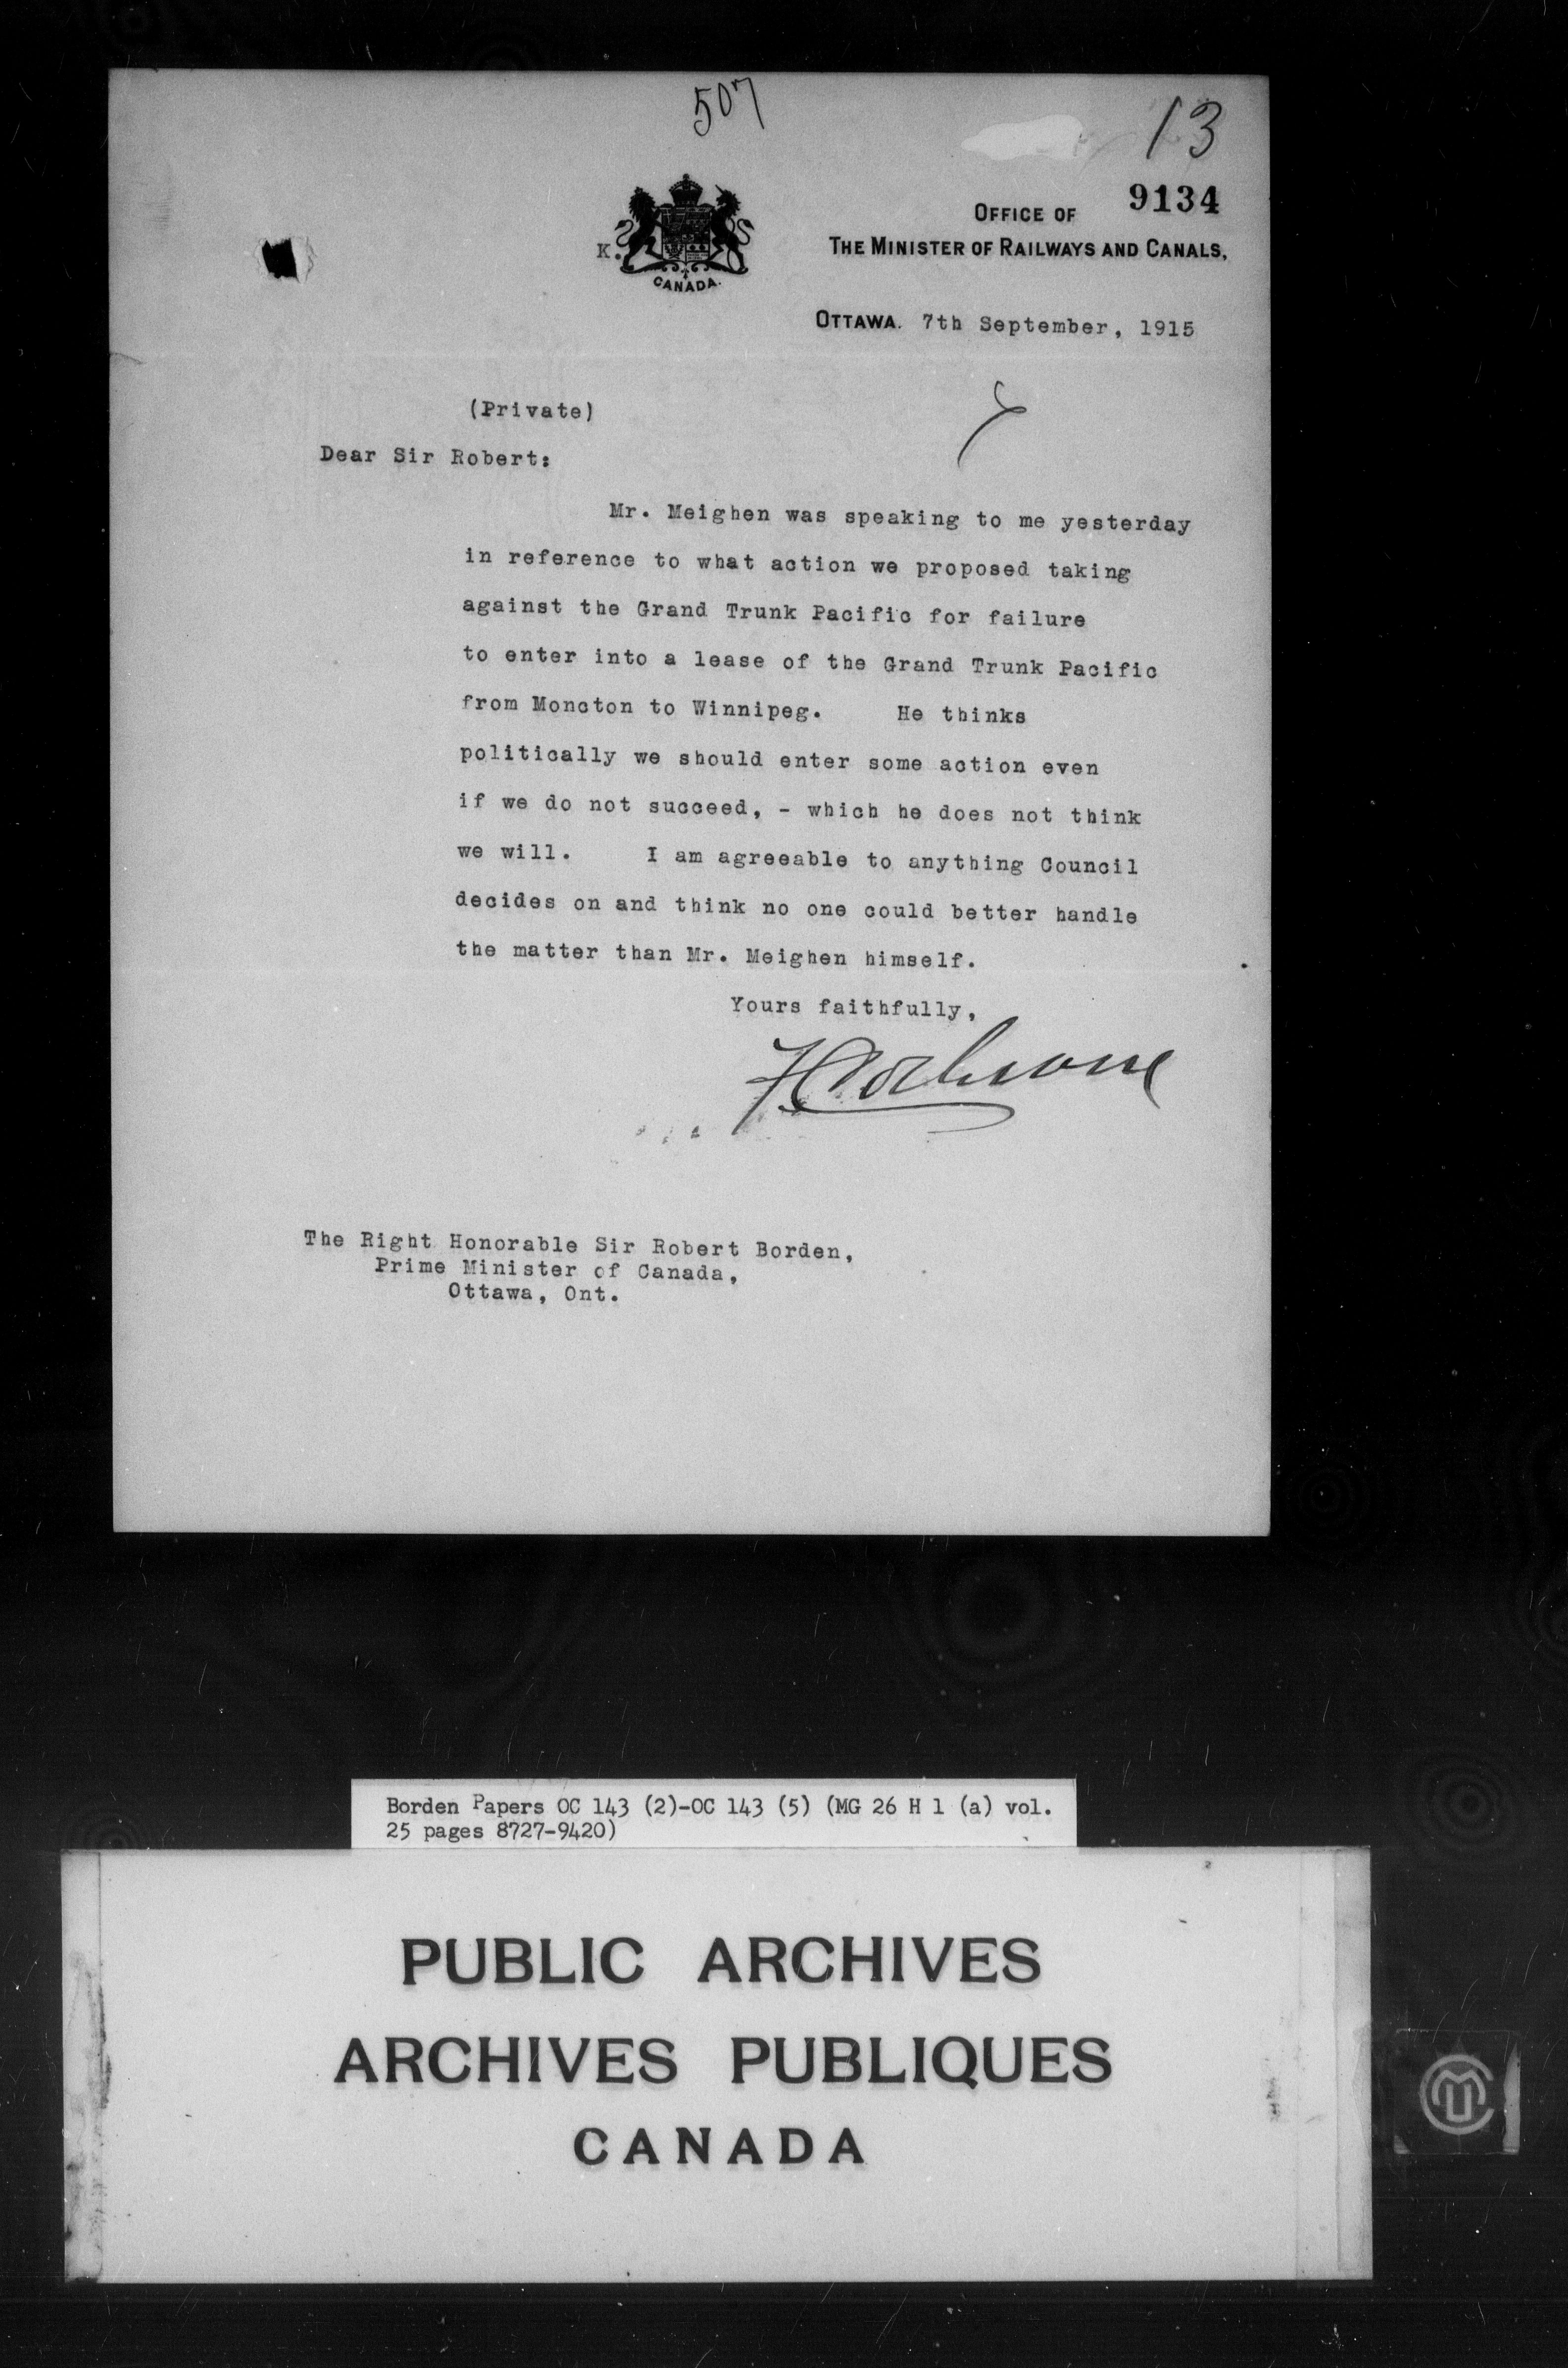 507
13
9134
OFFICE OF
THE MINISTER OF RAILWAYS AND CANALS,
K.
CANADA.
OTTAWA. 7th September, 1915
(Private)
Dear Sir Robert:
Mr. Meighen was speaking to me yesterday
in reference to what action we proposed taking
against the Grand Trunk Pacific for failure
to enter into a lease of the Grand Trunk Pacific
from Moncton to Winnipeg. He thinks
politically we should enter some action even
if we do not succeed, - which he does not think
we will. I am agreeable to anything Council
decides on and think no one could better handle
the matter than Mr. Meighen himself.
Yours faithfully,
F Cochrane
The Right Honorable Sir Robert Borden,
Prime Minister of Canada,
Ottawa, Ont.
Borden Papers OC 143 (2)-OC 143 (5) (MG 26 H 1 (a) vol.
25 pages 8727-9420)
PUBLIC ARCHIVES
ARCHIVES PUBLIQUES
CANADA